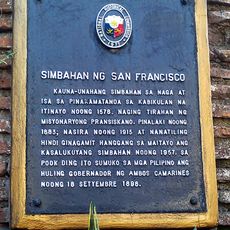 SIMBAHAN NG SAN FRANCISCO
KAUNA-UNAHANG SIMBAHAN SA NAGA AT
ISA SA PINAKAMATANDA SA KABIKULAN NA
ITINAYO NOONG 1578. NAGING TIRAHAN NG
MISYONARYONG PRANSISKANO. PINALAKI NOONG
1883; NASIRA NOONG 1915 AT NANATILING
HINDI GINAGAMIT HANGGANG SA MAITAYO ANG
KASALUKUTANG SIMBAHAN NOONG 1957. SA
POOK DING ITO SUMUKO SA MGA PILIPINO ANG
HULING GOBERNADOR NG AMBOS CAMARINES
NOONG 18 SETYEMBRE 1898.